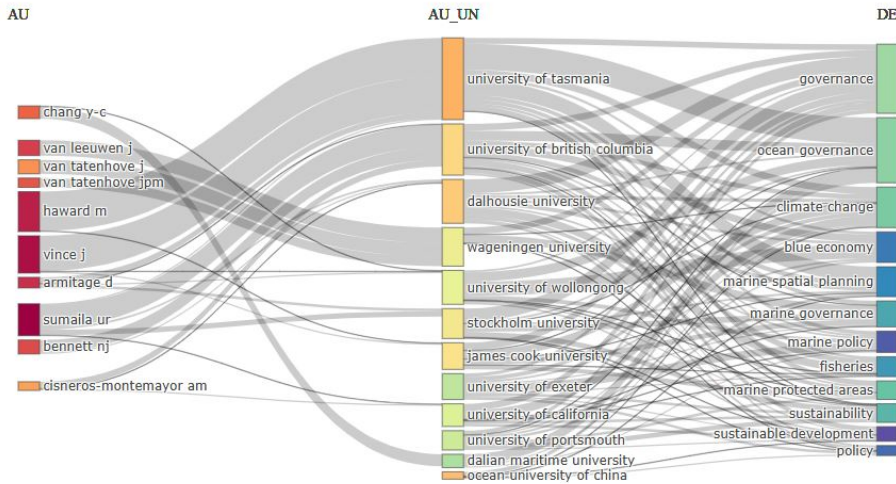 AU
AU_UN
DE
chang y-c
van leeuwen j
van tatenhove j
van tatenhove jpm
haward m
vince j
armitage d
sumaila ur
bennett nj
cisneros-montemayor am
university of tasmania
university of british columbia
dalhousie university
wageningen university
university of wollongong
stockholm university
james cook university
university of exeter
university of california
university of portsmouth
dalian maritime university
ocean university of china
governance
ocean governance
climate change
blue economy
marine spatial planning
marine governance
marine policy
fisheries
marine protected areas
sustainability
sustainable development
policy